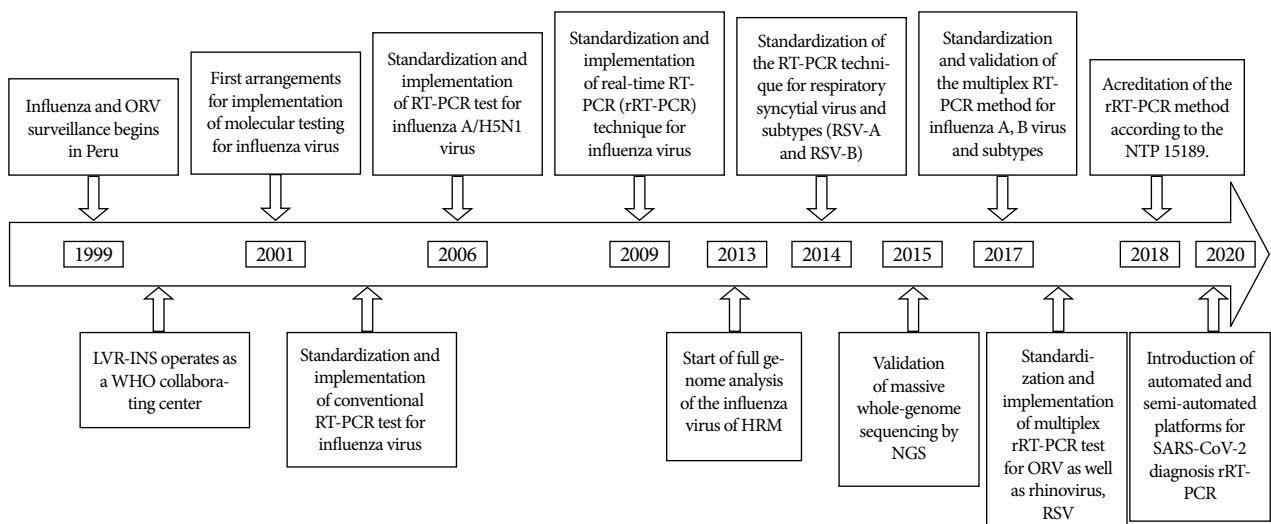 Influenza and ORV
surveillance begins
in Peru
First arrangements
for implementation
of molecular testing
for influenza virus
Standardization and
implementation
of RT-PCR test for
influenza A/H5N1
virus
Standardization and
implementation
of real-time RT-
PCR (rRT-PCR)
technique for
influenza virus
Standardization of
the RT-PCR tech-
nique for respiratory
syncytial virus and
subtypes (RSV-A
and RSV-B)
Standardization
and validation of
the multiplex RT-
PCR method for
influenza A, B virus
and subtypes
Acreditation of the
rRT-PCR method
according to the
NTP 15189.
1999
2001
2006
2009
2013
2014
2015
2017
2018
2020
LVR-INS operates as
a WHO collabora-
ting center
Standardization and
implementation
of conventional
RT-PCR test for
influenza virus
Start of full ge-
nome analysis
of the influenza
virus of HRM
Validation
of massive
whole-genome
sequencing by
NGS
Standardi-
zation and
implementation
of multiplex
rRT-PCR test
for ORV as well
as rhinovirus,
RSV
Introduction of
automated and
semi-automated
platforms for
SARS-CoV-2
diagnosis rRT-
PCR